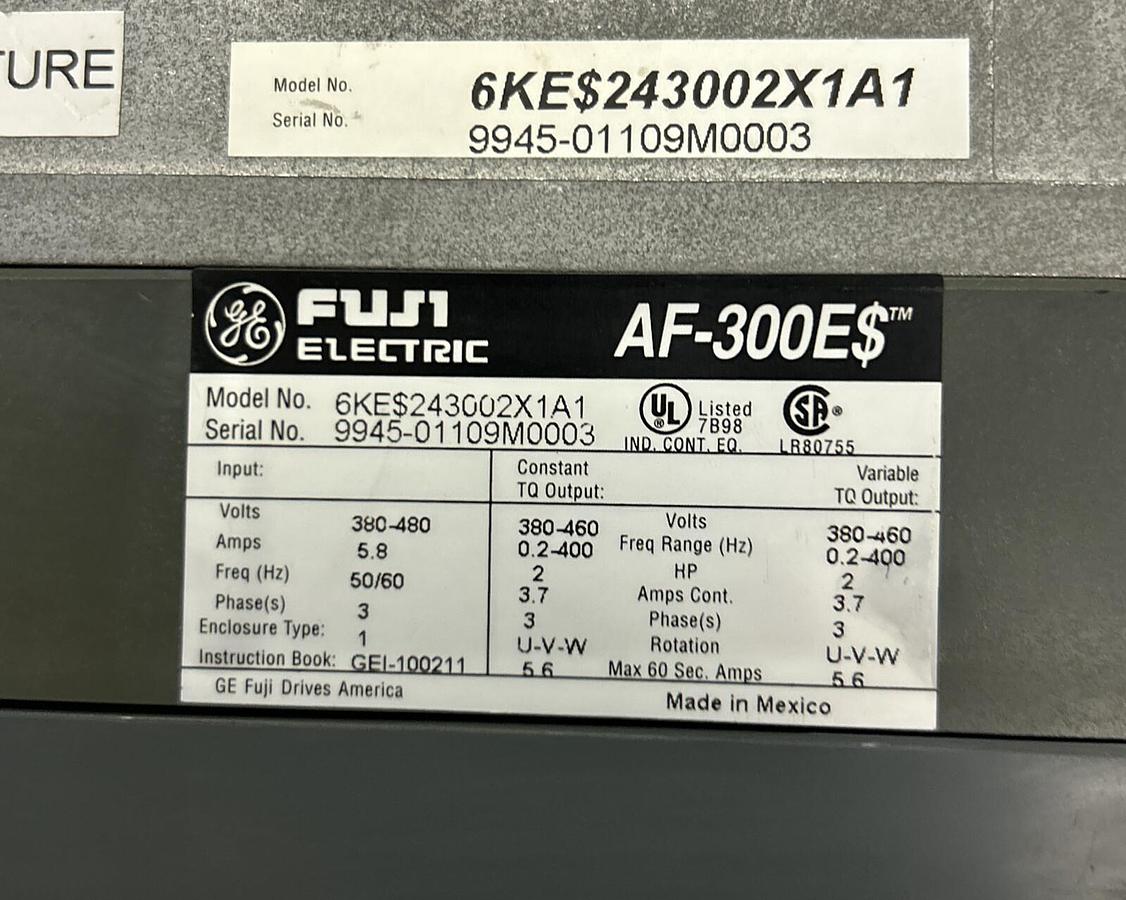 TURE
Model No. 6KE$243002X1A1
Serial No. 9945-01109M0003
GE FUJI ELECTRIC AF-300E$™
Model No. 6KE$243002X1A1
Serial No. 9945-01109M0003
UL ® Listed 7B98
IND. CONT. EQ.
SA ®
LR80755
Input: Constant TQ Output: Variable TQ Output:
Volts 380-480 380-460 Volts 380-460
Amps 5.8 0.2-400 Freq Range (Hz) 0.2-400
Freq (Hz) 50/60 2 HP 2
3.7 Amps Cont. 3.7
Phase(s) 3 3 Phase(s) 3
Enclosure Type: 1 U-V-W Rotation U-V-W
Instruction Book: GEI-100211 5.6 Max 60 Sec. Amps 5.6
GE Fuji Drives America Made in Mexico